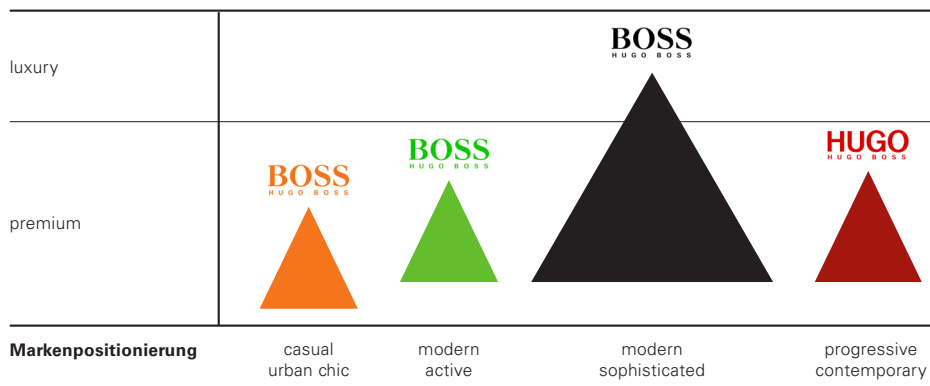 BOSS
HUGO BOSS
luxury
BOSS
HUGO BOSS
HUGO
HUGO BOSS
BOSS
HUGO BOSS
premium
Markenpositionierung
casual
urban chic
modern
active
modern
sophisticated
progressive
contemporary